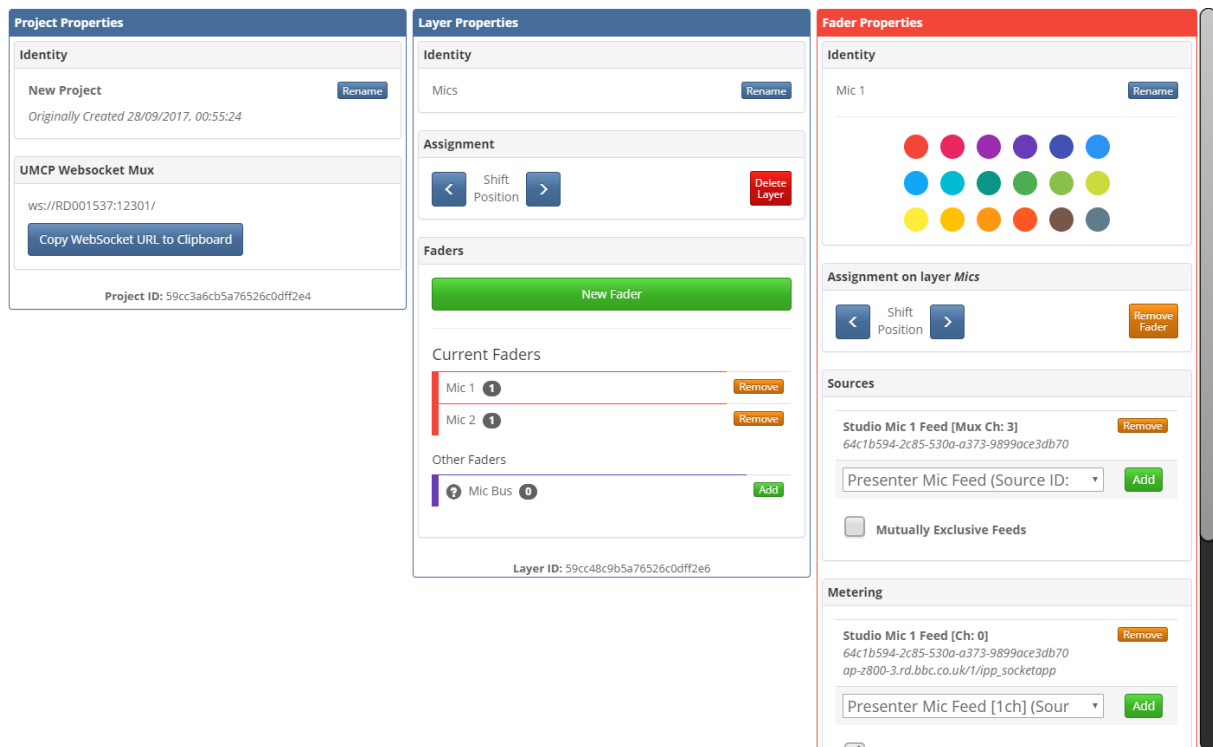 Project Properties
Identity
New Project
Rename
Originally Created 28/09/2017, 00:55:24
UMCP Websocket Mux
ws://RD001537:12301/
Copy WebSocket URL to Clipboard
Project ID: 59cc3a6cb5a76526c0dff2e4
Layer Properties
Identity
Mics
Rename
Assignment
<
Shift
Position
>
Delete
Layer
Faders
New Fader
Current Faders
Mic 1 1
Remove
Mic 2 1
Remove
Other Faders
? Mic Bus 0
Add
Layer ID: 59cc48c9b5a76526c0dff2e6
Fader Properties
Identity
Mic 1
Rename
Assignment on layer Mics
<
Shift
Position
>
Remove
Fader
Sources
Studio Mic 1 Feed [Mux Ch: 3]
Remove
64c1b594-2c85-530a-a373-9899ace3db70
Presenter Mic Feed (Source ID:
Add
Mutually Exclusive Feeds
Metering
Studio Mic 1 Feed [Ch: 0]
Remove
64c1b594-2c85-530a-a373-9899ace3db70
ap-z800-3.rd.bbc.co.uk/1/ipp_socketapp
Presenter Mic Feed [1ch] (Sour
Add